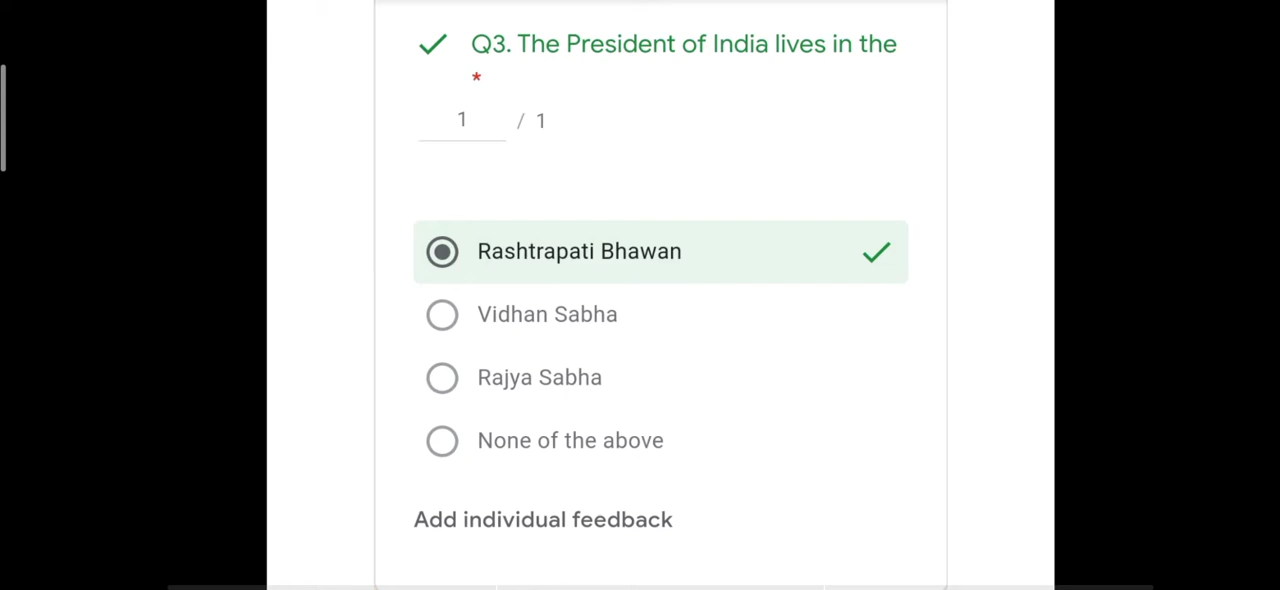 Q3. The President of India lives in the
*
1 / 1
Rashtrapati Bhawan
Vidhan Sabha
Rajya Sabha
None of the above
Add individual feedback